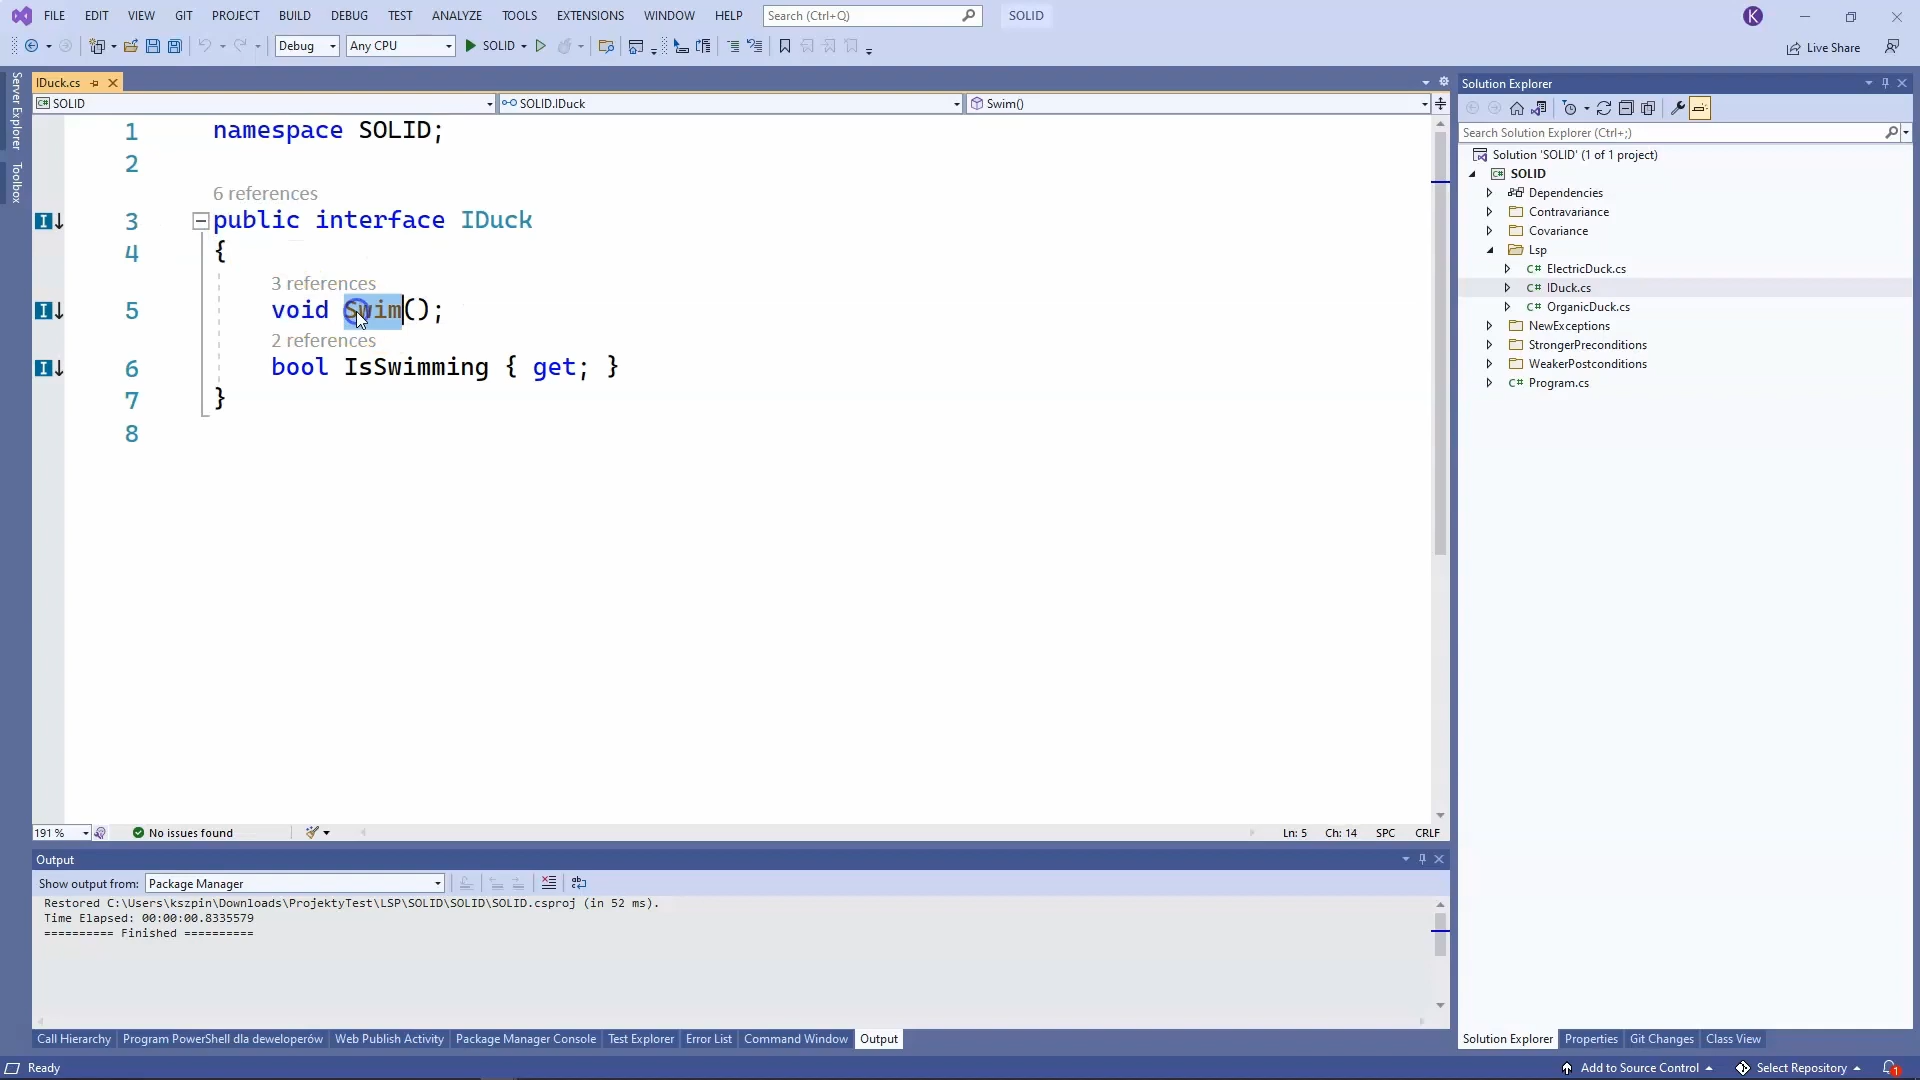 FILE EDIT VIEW GIT PROJECT BUILD DEBUG TEST ANALYZE TOOLS EXTENSIONS WINDOW HELP Search (Ctrl+Q) SOLID K
Debug Any CPU SOLID Live Share
Server Explorer
Toolbox
IDuck.cs
SOLID SOLID.IDuck Swim()
1 namespace SOLID;
2
6 references
3 public interface IDuck
4 {
3 references
5 void Swim();
2 references
6 bool IsSwimming { get; }
7 }
8
191 % No issues found Ln: 5 Ch: 14 SPC CRLF
Output
Show output from: Package Manager
Restored C:\Users\kszpin\Downloads\ProjektyTest\LSP\SOLID\SOLID\SOLID.csproj (in 52 ms).
Time Elapsed: 00:00:00.8335579
========== Finished ==========
Call Hierarchy Program PowerShell dla deweloperów Web Publish Activity Package Manager Console Test Explorer Error List Command Window Output
Solution Explorer
Search Solution Explorer (Ctrl+;)
Solution 'SOLID' (1 of 1 project)
C# SOLID
Dependencies
Contravariance
Covariance
Lsp
C# ElectricDuck.cs
C# IDuck.cs
C# OrganicDuck.cs
NewExceptions
StrongerPreconditions
WeakerPostconditions
C# Program.cs
Solution Explorer Properties Git Changes Class View
Ready Add to Source Control Select Repository 1